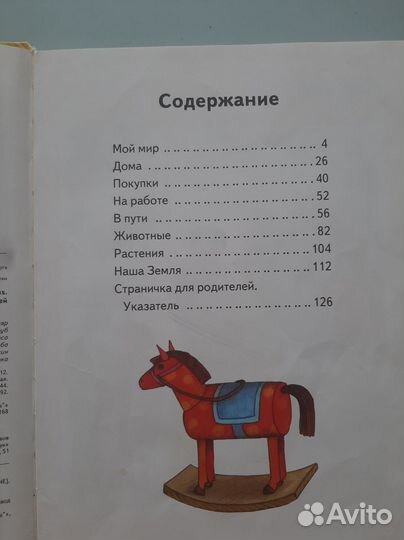 Содержание
Мой мир .. .. .. .. .. .. .. .. .. .. .. .. .. 4
Дома .. .. .. .. .. .. .. .. .. .. .. .. .. .. 26
Покупки .. .. .. .. .. .. .. .. .. .. .. .. .. 40
На работе .. .. .. .. .. .. .. .. .. .. .. .. 52
В пути .. .. .. .. .. .. .. .. .. .. .. .. .. 56
Животные .. .. .. .. .. .. .. .. .. .. .. .. 82
Растения .. .. .. .. .. .. .. .. .. .. .. .. 104
Наша Земля .. .. .. .. .. .. .. .. .. .. .. 112
Страничка для родителей.
Указатель .. .. .. .. .. .. .. .. .. .. .. 126
Avito